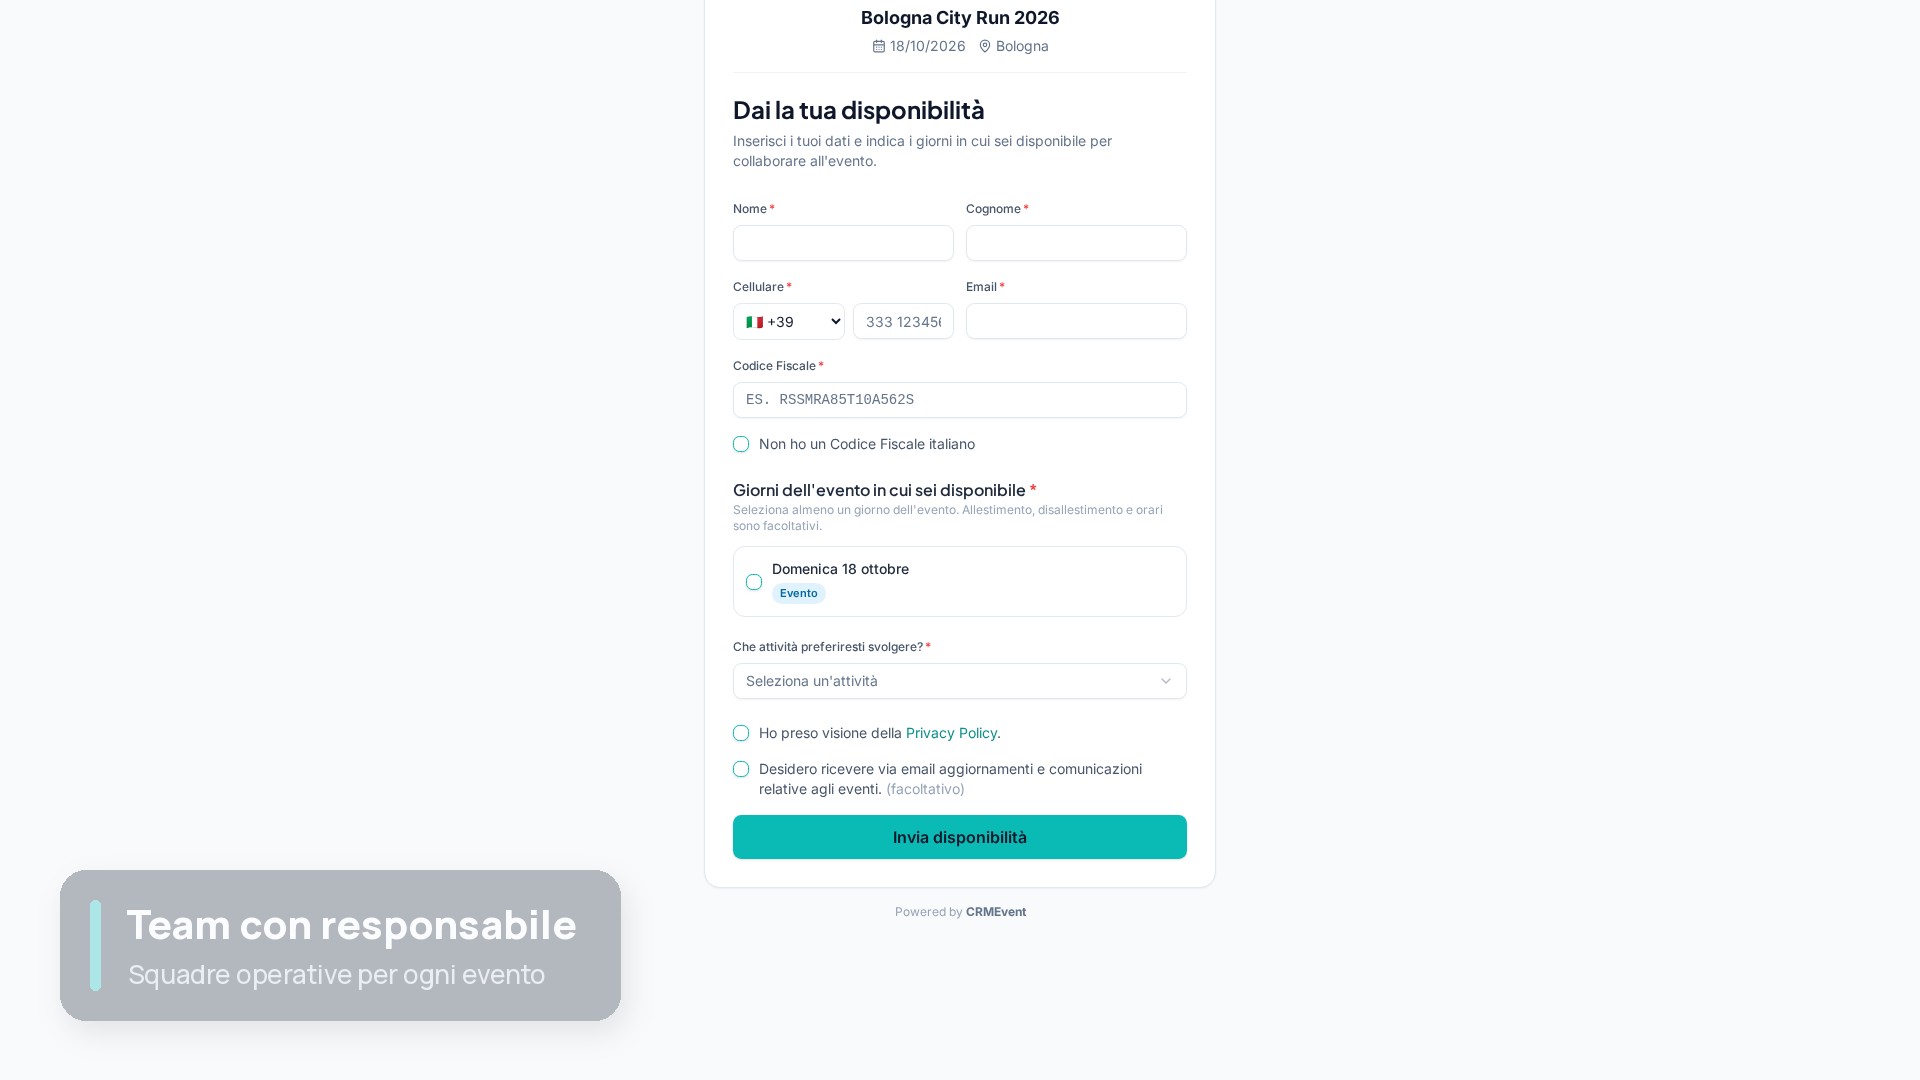 Bologna City Run 2026
18/10/2026 Bologna
Dai la tua disponibilità
Inserisci i tuoi dati e indica i giorni in cui sei disponibile per
collaborare all'evento.
Nome * Cognome *
Cellulare * Email *
🇮🇹 +39 333 123456
Codice Fiscale *
ES. RSSMRA85T10A562S
Non ho un Codice Fiscale italiano
Giorni dell'evento in cui sei disponibile *
Seleziona almeno un giorno dell'evento. Allestimento, disallestimento e orari
sono facoltativi.
Domenica 18 ottobre
Evento
Che attività preferiresti svolgere? *
Seleziona un'attività
Ho preso visione della Privacy Policy.
Desidero ricevere via email aggiornamenti e comunicazioni
relative agli eventi. (facoltativo)
Invia disponibilità
Powered by CRMEvent
Team con responsabile
Squadre operative per ogni evento